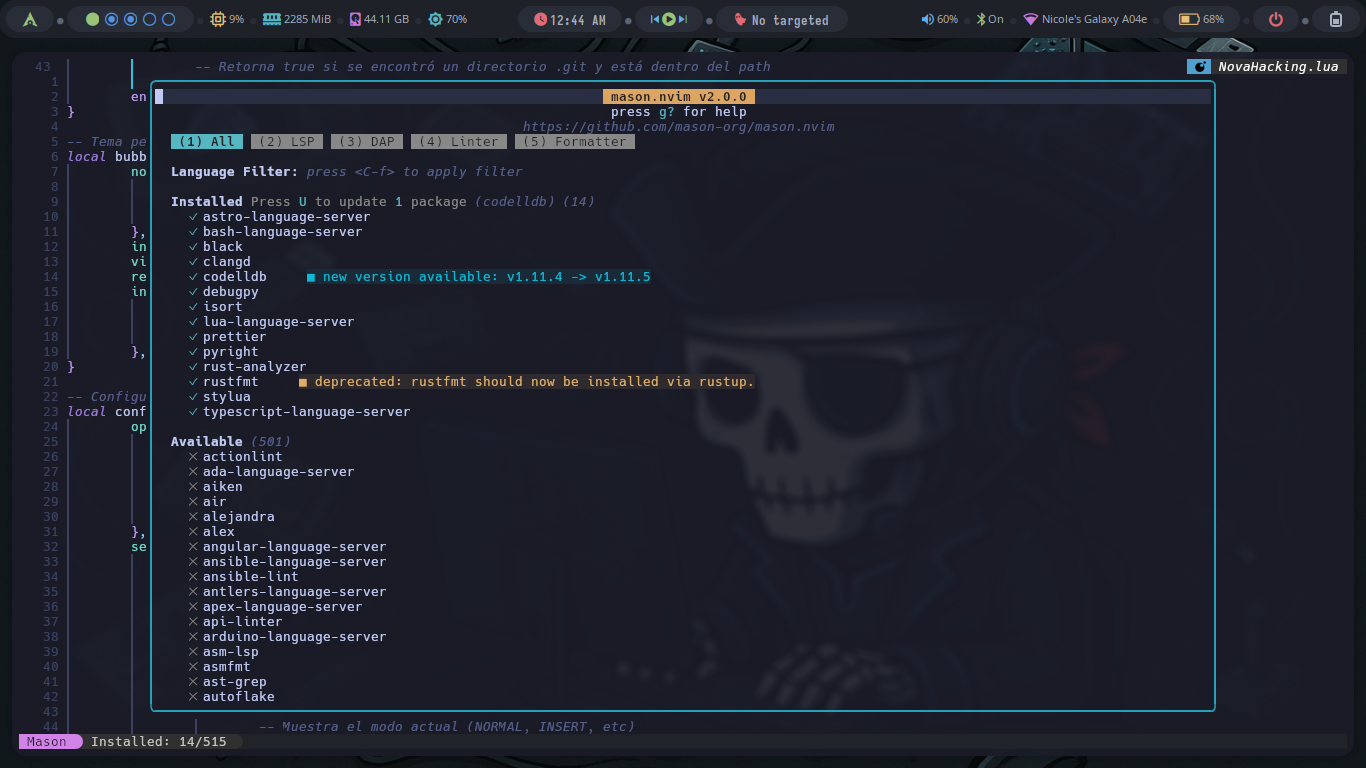 9% 2285 MiB 44.11 GB 70% 12:44 AM No targeted 60% On Nicole's Galaxy A04e 68%
43 -- Retorna true si se encontró un directorio .git y está dentro del path NovaHacking.lua
1
2 en mason.nvim v2.0.0
3 } press g? for help
4 https://github.com/mason-org/mason.nvim
5 -- Tema pe (1) All (2) LSP (3) DAP (4) Linter (5) Formatter
6 local bubb
7 no Language Filter: press <C-f> to apply filter
8
9 Installed Press U to update 1 package (codelldb) (14)
10 ✓ astro-language-server
11 }, ✓ bash-language-server
12 in ✓ black
13 vi ✓ clangd
14 re ✓ codelldb ■ new version available: v1.11.4 -> v1.11.5
15 in ✓ debugpy
16 ✓ isort
17 ✓ lua-language-server
18 ✓ prettier
19 }, ✓ pyright
20 } ✓ rust-analyzer
21 ✓ rustfmt ■ deprecated: rustfmt should now be installed via rustup.
22 -- Configu ✓ stylua
23 local conf ✓ typescript-language-server
24 op
25 Available (501)
26 ✕ actionlint
27 ✕ ada-language-server
28 ✕ aiken
29 ✕ air
30 ✕ alejandra
31 }, ✕ alex
32 se ✕ angular-language-server
33 ✕ ansible-language-server
34 ✕ ansible-lint
35 ✕ antlers-language-server
36 ✕ apex-language-server
37 ✕ api-linter
38 ✕ arduino-language-server
39 ✕ asm-lsp
40 ✕ asmfmt
41 ✕ ast-grep
42 ✕ autoflake
43
44 -- Muestra el modo actual (NORMAL, INSERT, etc)
Mason Installed: 14/515